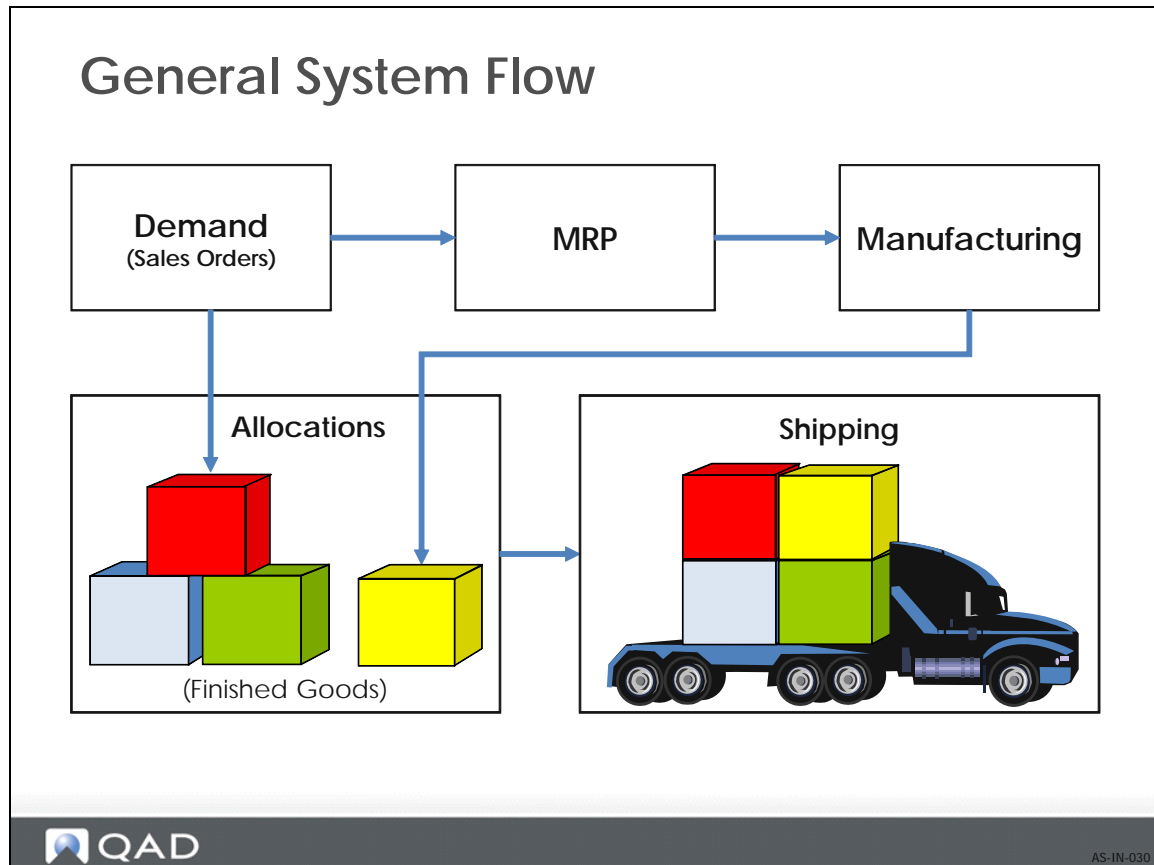 General System Flow
Demand
(Sales Orders)
MRP
Manufacturing
Allocations
(Finished Goods)
Shipping
QAD
AS-IN-030